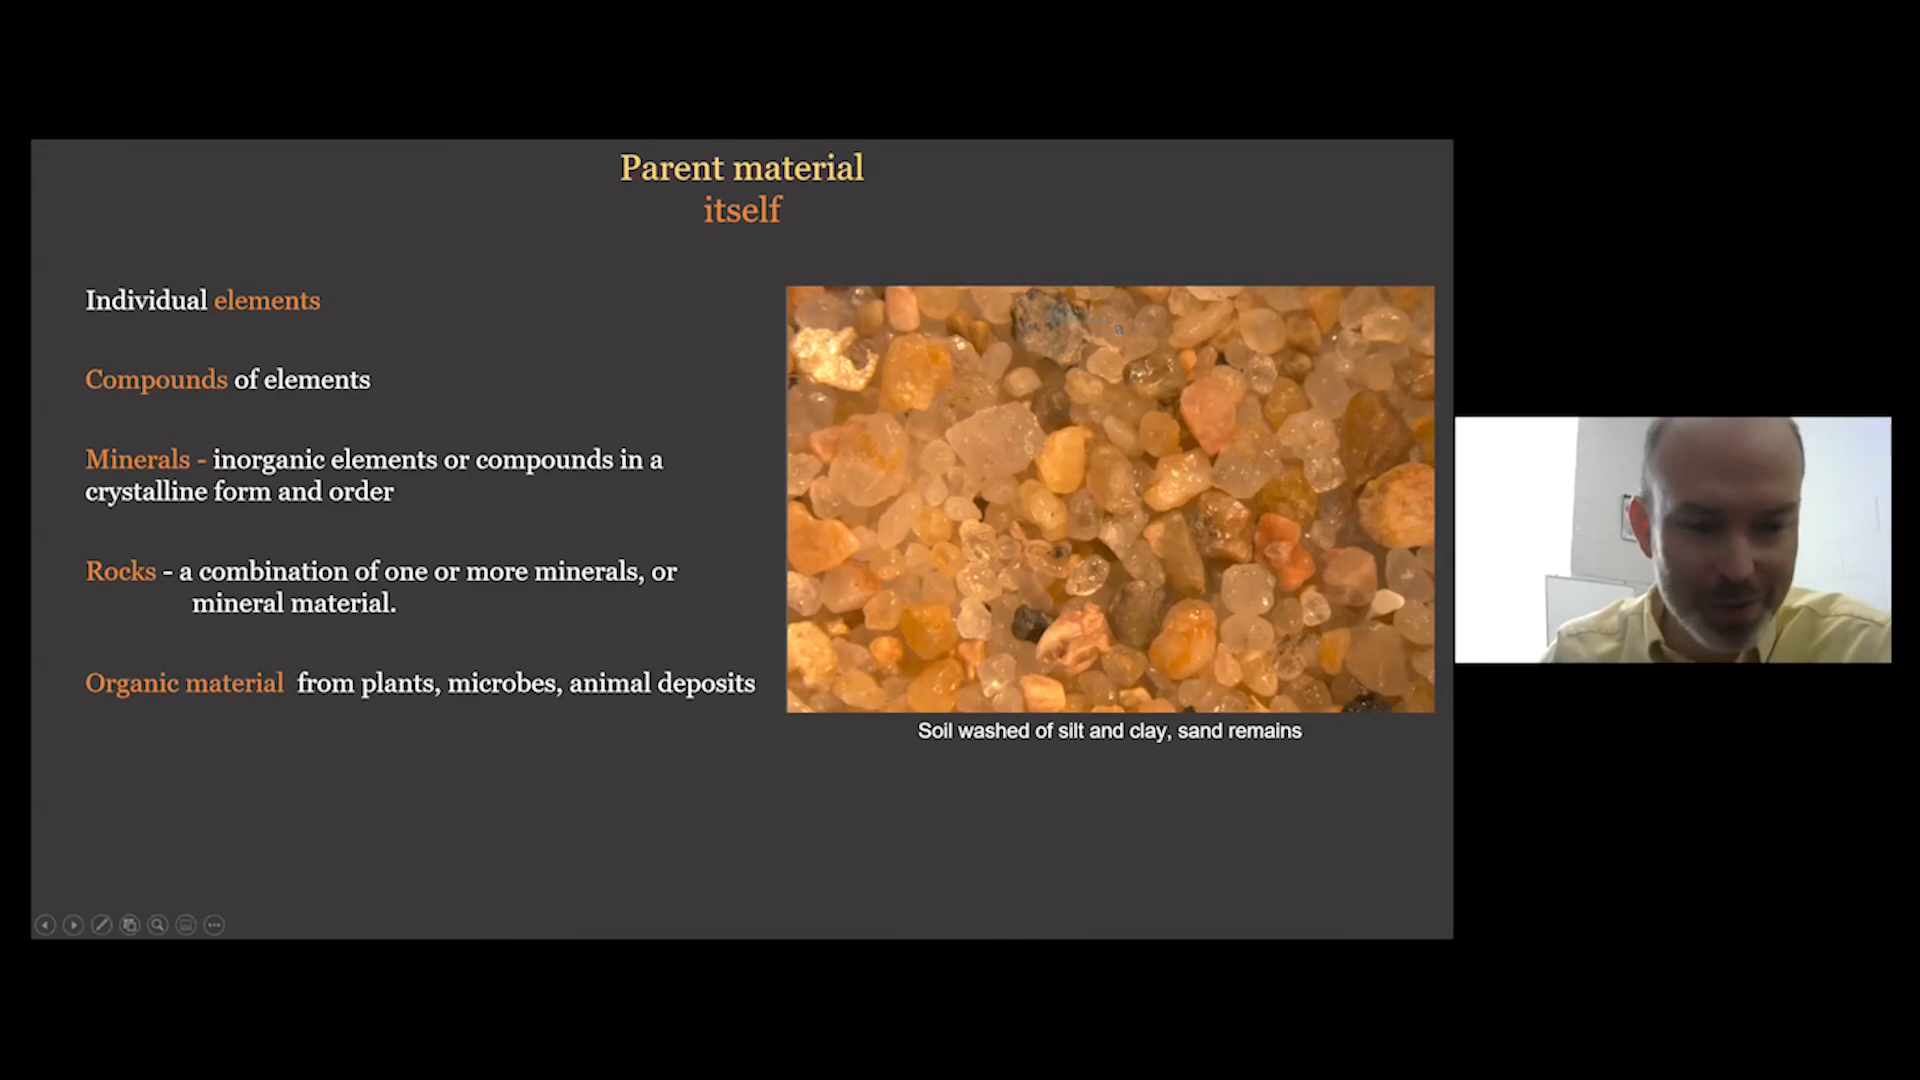 Parent material
itself
Individual elements
Compounds of elements
Minerals - inorganic elements or compounds in a
crystalline form and order
Rocks - a combination of one or more minerals, or
mineral material.
Organic material from plants, microbes, animal deposits
Soil washed of silt and clay, sand remains